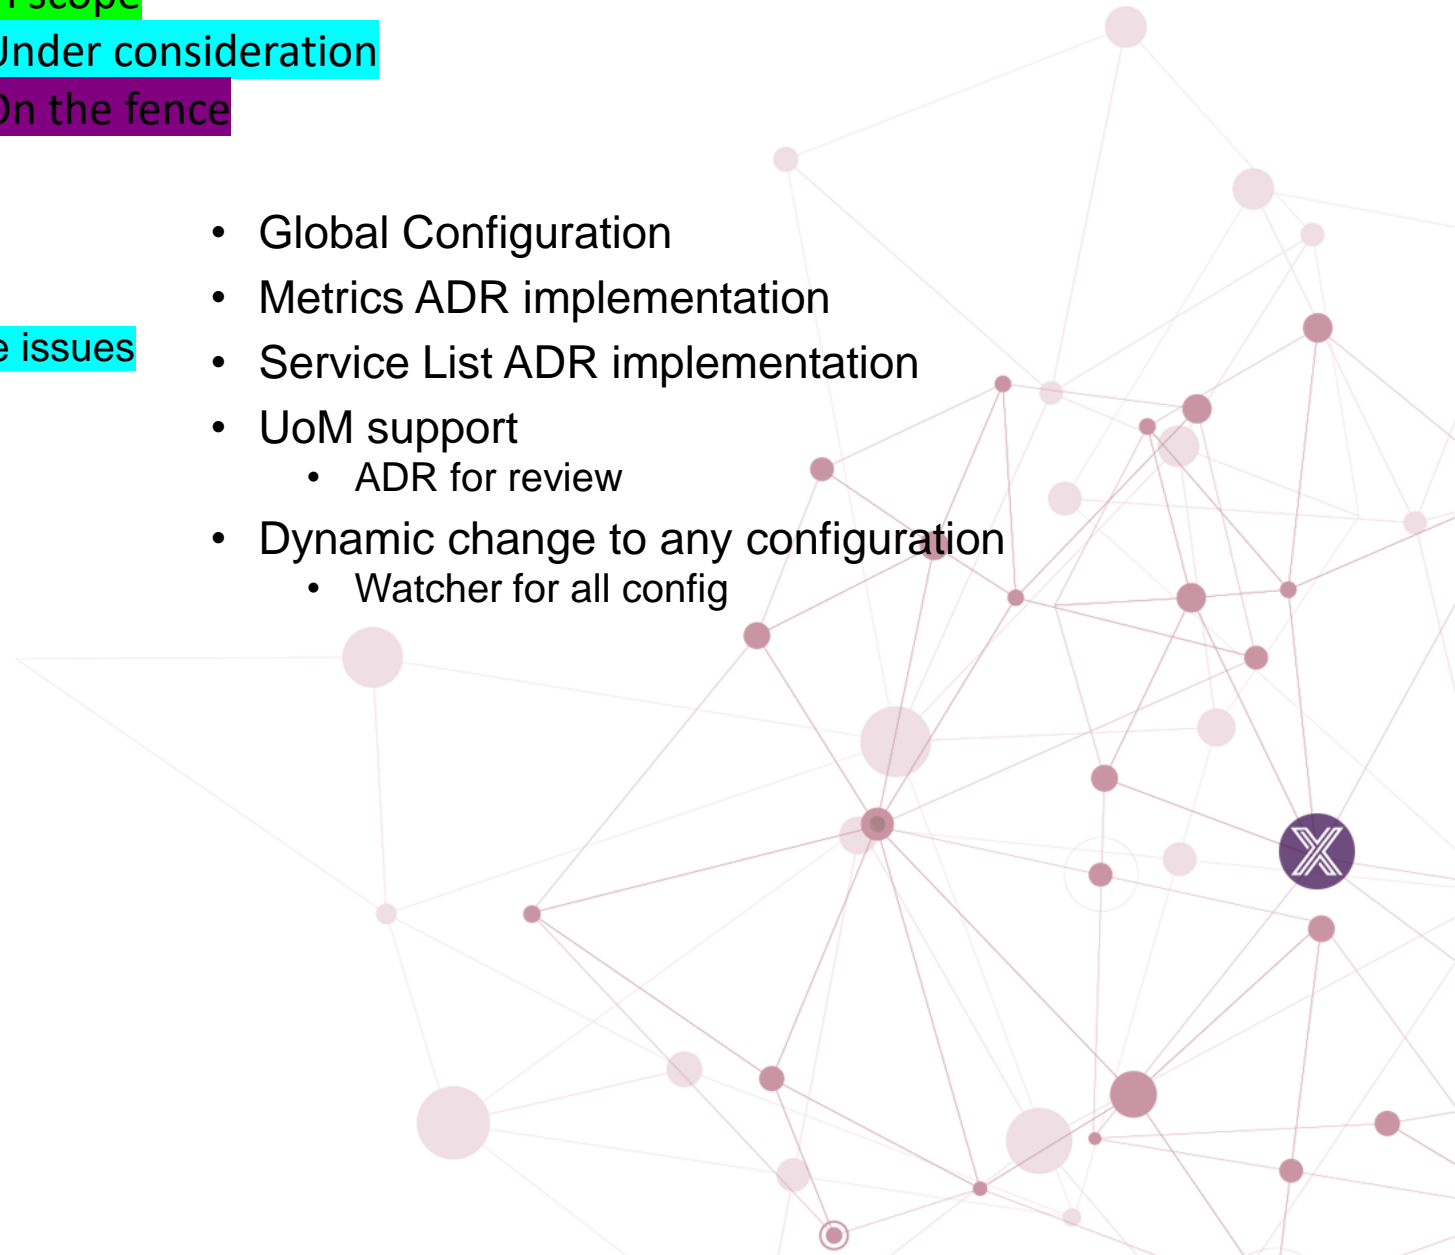 scope
Under consideration
On the fence
• Global Configuration
• Metrics ADR implementation
issues
• Service List ADR implementation
• UoM support
• ADR for review
• Dynamic change to any configuration
• Watcher for all config